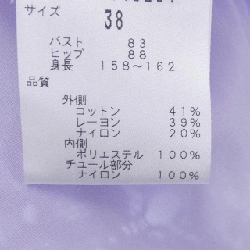 サイズ
38
バスト 83
ヒップ 88
身長 158~162
品質
外側
コットン 41%
レーヨン 39%
ナイロン 20%
内側
ポリエステル 100%
チュール部分
ナイロン 100%